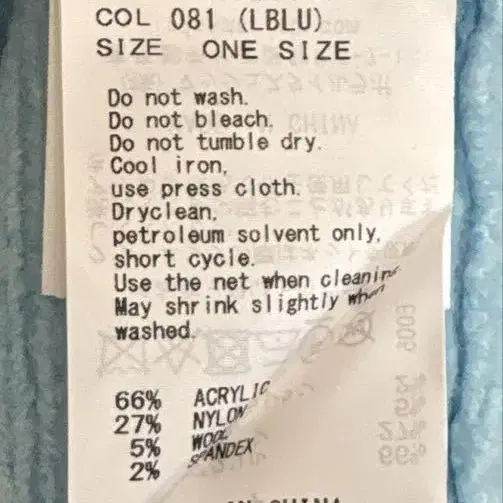 COL 081 (LBLU)
SIZE ONE SIZE
Do not wash.
Do not bleach.
Do not tumble dry.
Cool iron,
use press cloth.
Dryclean,
petroleum solvent only,
short cycle.
Use the net when cleaning
May shrink slightly when
washed.
66% ACRYLIC
27% NYLON
5% WOOL
2% SPANDEX